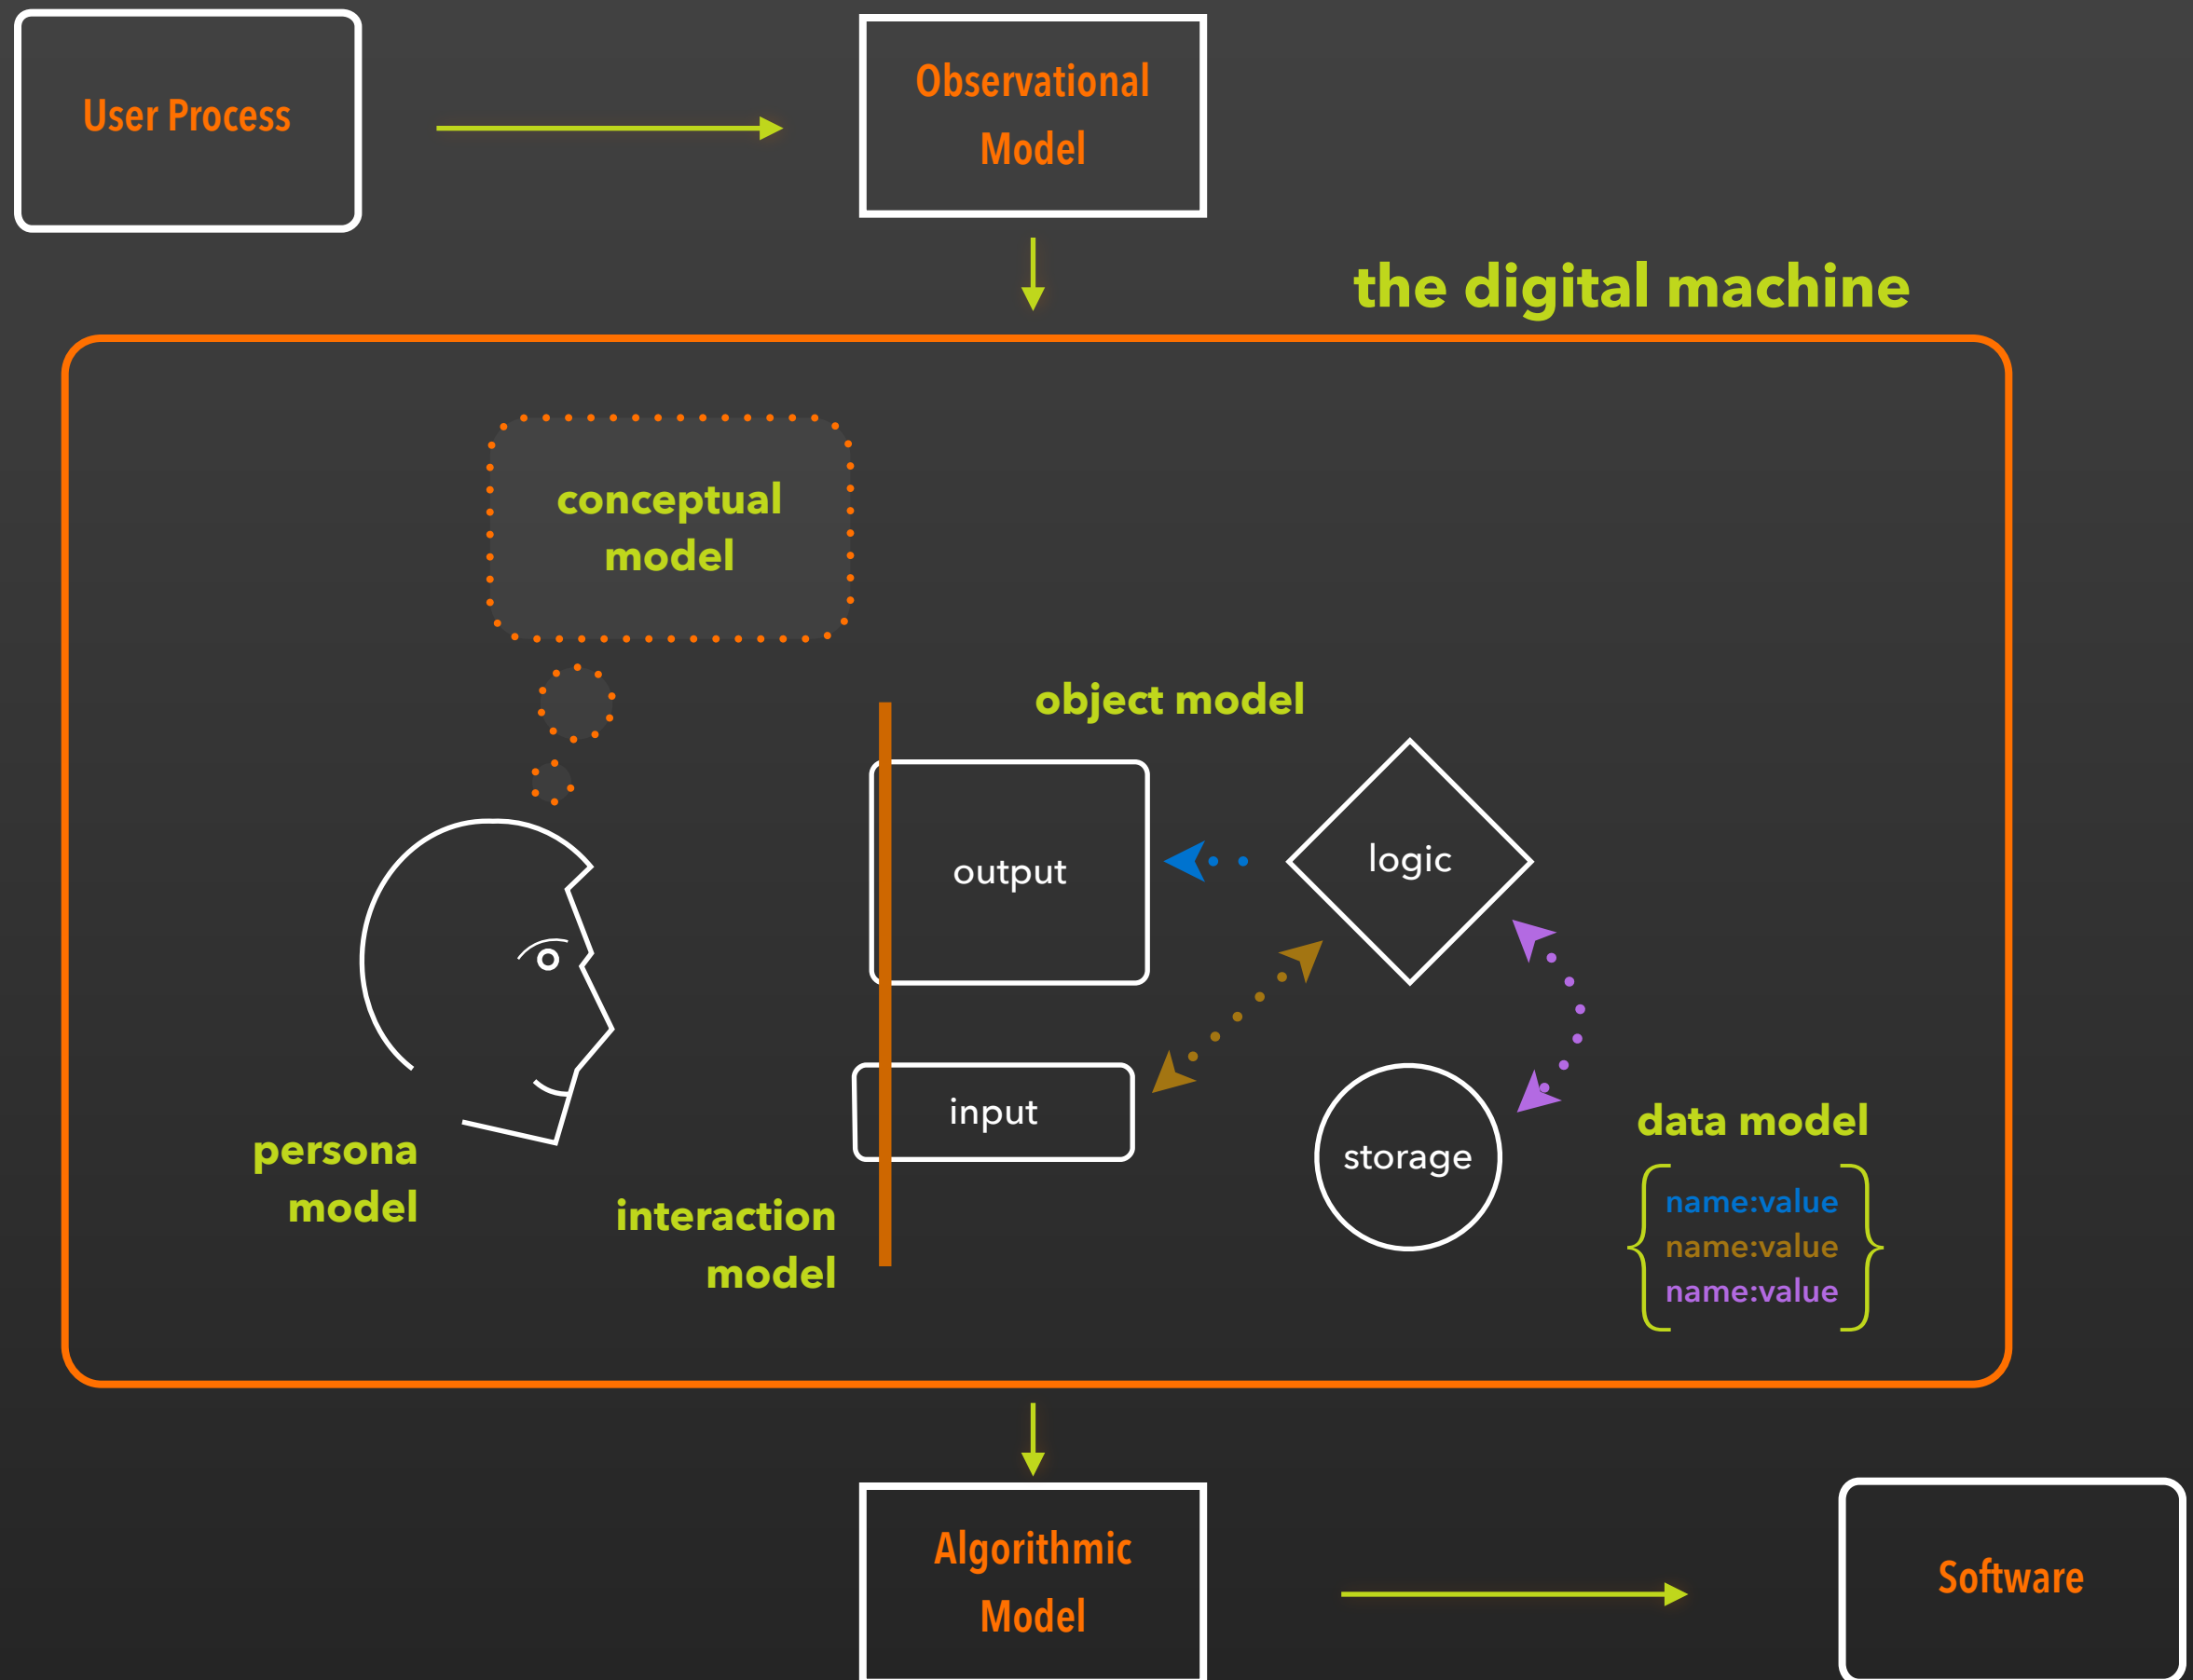 User Process
Observational
Model
the digital machine
conceptual
model
object model
output
logic
input
storage
data model
name:value
name:value
name:value
persona
model
interaction
model
Algorithmic
Model
Software